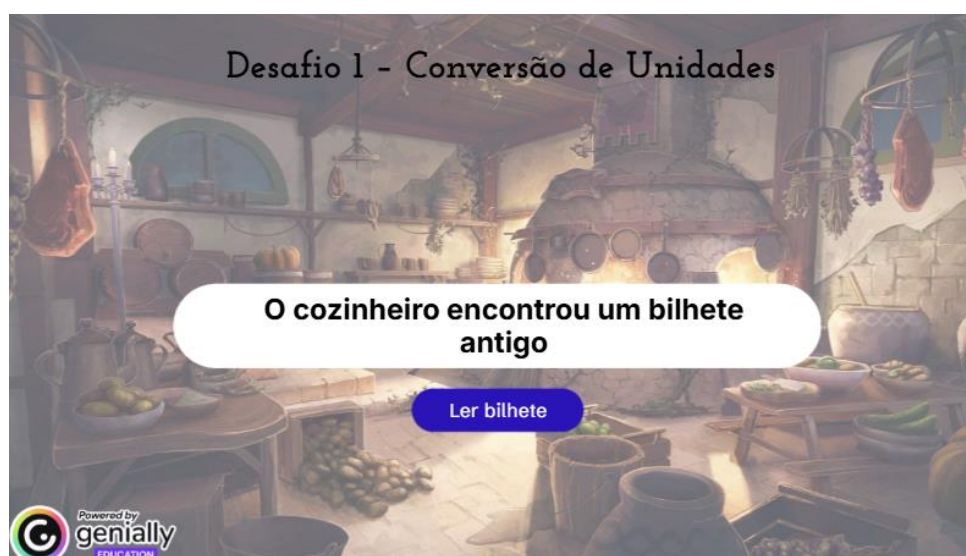 Desafio 1 - Conversão de Unidades
O cozinheiro encontrou um bilhete
antigo
Ler bilhete
Powered by
genially
EDUCATION